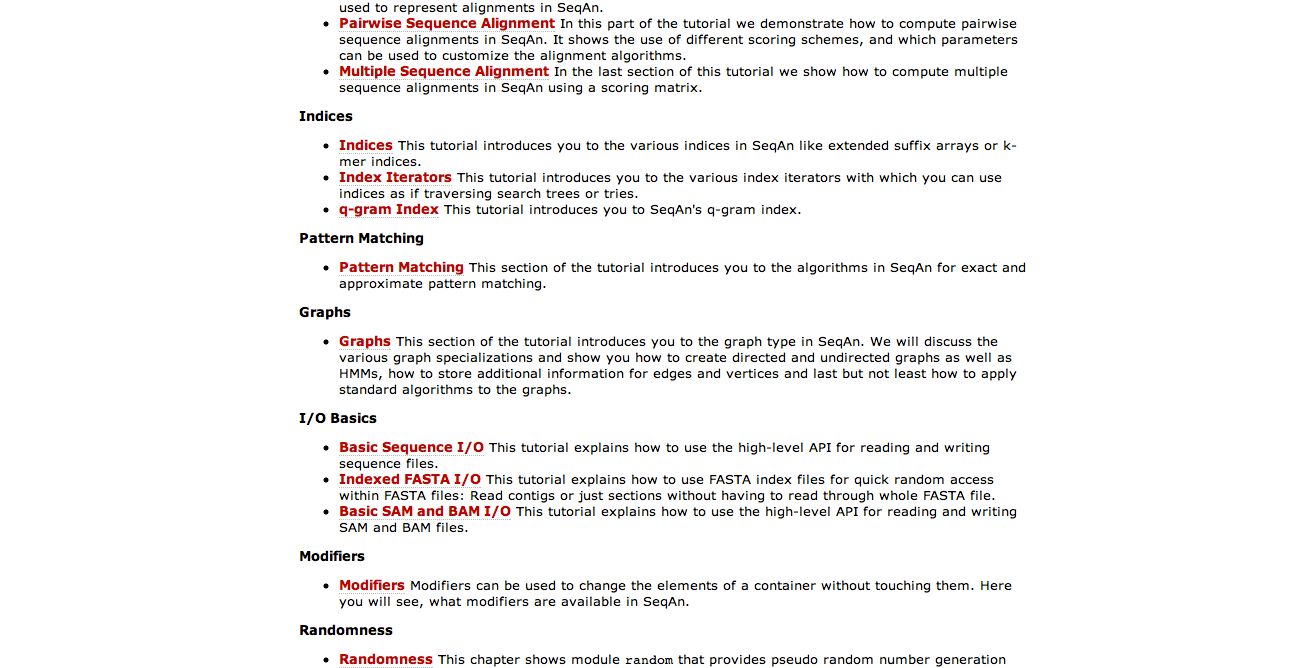 used to represent alignments in SeqAn.
• Pairwise Sequence Alignment In this part of the tutorial we demonstrate how to compute pairwise
sequence alignments in SeqAn. It shows the use of different scoring schemes, and which parameters
can be used to customize the alignment algorithms.
• Multiple Sequence Alignment In the last section of this tutorial we show how to compute multiple
sequence alignments in SeqAn using a scoring matrix.
Indices
• Indices This tutorial introduces you to the various indices in SeqAn like extended suffix arrays or k-
mer indices.
• Index Iterators This tutorial introduces you to the various index iterators with which you can use
indices as if traversing search trees or tries.
• q-gram Index This tutorial introduces you to SeqAn's q-gram index.
Pattern Matching
• Pattern Matching This section of the tutorial introduces you to the algorithms in SeqAn for exact and
approximate pattern matching.
Graphs
• Graphs This section of the tutorial introduces you to the graph type in SeqAn. We will discuss the
various graph specializations and show you how to create directed and undirected graphs as well as
HMMs, how to store additional information for edges and vertices and last but not least how to apply
standard algorithms to the graphs.
I/O Basics
• Basic Sequence I/O This tutorial explains how to use the high-level API for reading and writing
sequence files.
• Indexed FASTA I/O This tutorial explains how to use FASTA index files for quick random access
within FASTA files: Read contigs or just sections without having to read through whole FASTA file.
• Basic SAM and BAM I/O This tutorial explains how to use the high-level API for reading and writing
SAM and BAM files.
Modifiers
• Modifiers Modifiers can be used to change the elements of a container without touching them. Here
you will see, what modifiers are available in SeqAn.
Randomness
• Randomness This chapter shows module random that provides pseudo random number generation